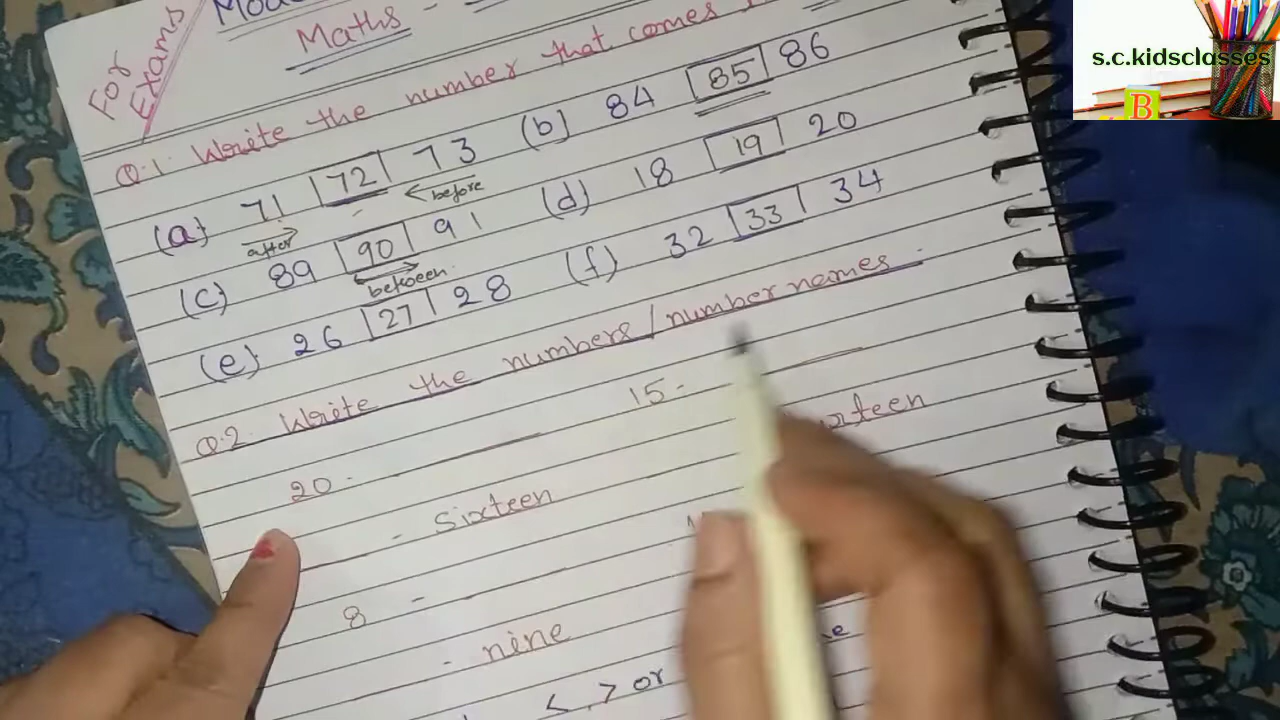 For
Exams
Maths -
s.c.kidsclasses
B
Q.1. Write the number that comes
(a) 71 72 73 (b) 84 85 86
after before
(c) 89 90 91 (d) 18 19 20
between
(e) 26 27 28 (f) 32 33 34
Q.2. Write the numbers / number names.
20 - 15 -
- Sixteen
8 -
- nine
< , > or